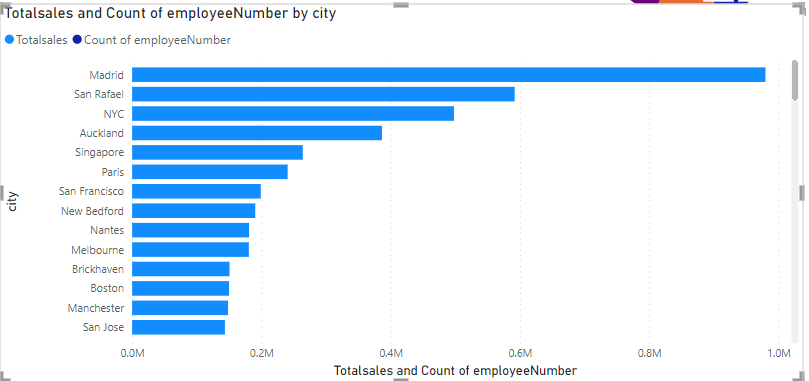 Totalsales and Count of employeeNumber by city
Totalsales Count of employeeNumber
Madrid
San Rafael
NYC
Auckland
Singapore
Paris
San Francisco
New Bedford
Nantes
Melbourne
Brickhaven
Boston
Manchester
San Jose
city
0.0M 0.2M 0.4M 0.6M 0.8M 1.0M
Totalsales and Count of employeeNumber